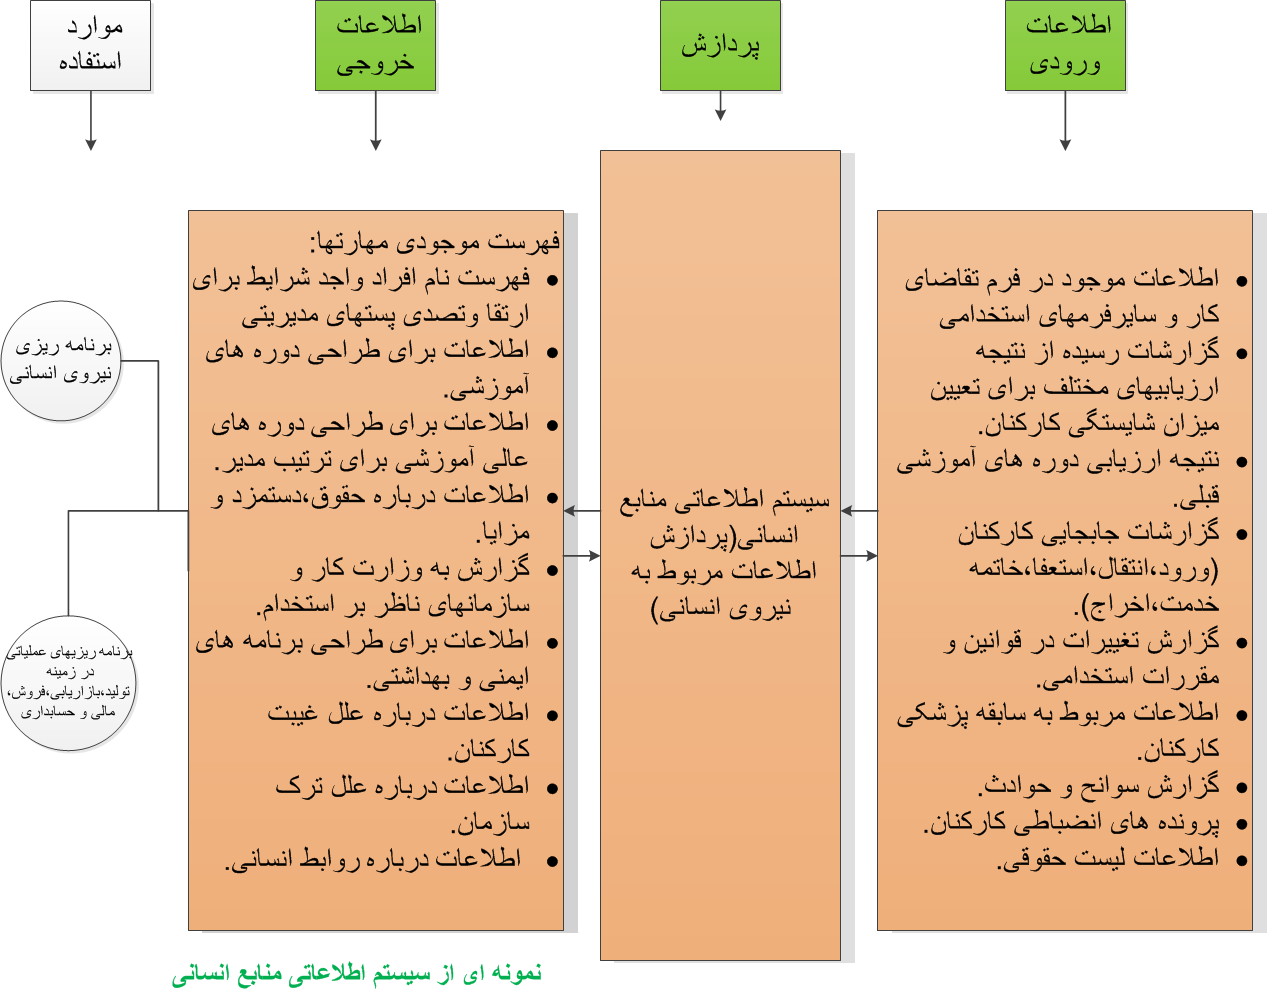 اطلاعات
ورودی
پردازش
اطلاعات
خروجی
موارد
استفاده
• اطلاعات موجود در فرم تقاضای
کار و سایرفرمهای استخدامی
• گزارشات رسیده از نتیجه
ارزیابیهای مختلف برای تعیین
میزان شایستگی کارکنان.
• نتیجه ارزیابی دوره های آموزشی
قبلی.
• گزارشات جابجایی کارکنان
(ورود،انتقال،استعفا،خاتمه
خدمت،اخراج).
• گزارش تغییرات در قوانین و
مقررات استخدامی.
• اطلاعات مربوط به سابقه پزشکی
کارکنان.
• گزارش سوانح و حوادث.
• پرونده های انضباطی کارکنان.
• اطلاعات لیست حقوقی.
سیستم اطلاعاتی منابع
انسانی(پردازش
اطلاعات مربوط به
نیروی انسانی)
فهرست موجودی مهارتها:
• فهرست نام افراد واجد شرایط برای
ارتقا وتصدی پستهای مدیریتی
• اطلاعات برای طراحی دوره های
آموزشی.
• اطلاعات برای طراحی دوره های
عالی آموزشی برای ترتیب مدیر.
• اطلاعات درباره حقوق،دستمزد و
مزایا.
• گزارش به وزارت کار و
سازمانهای ناظر بر استخدام.
• اطلاعات برای طراحی برنامه های
ایمنی و بهداشتی.
• اطلاعات درباره علل غیبت
کارکنان.
• اطلاعات درباره علل ترک
سازمان.
• اطلاعات درباره روابط انسانی.
برنامه ریزی
نیروی انسانی
برنامه ریزیهای عملیاتی
در زمینه
تولید،بازاریابی،فروش،
مالی و حسابداری
نمونه ای از سیستم اطلاعاتی منابع انسانی